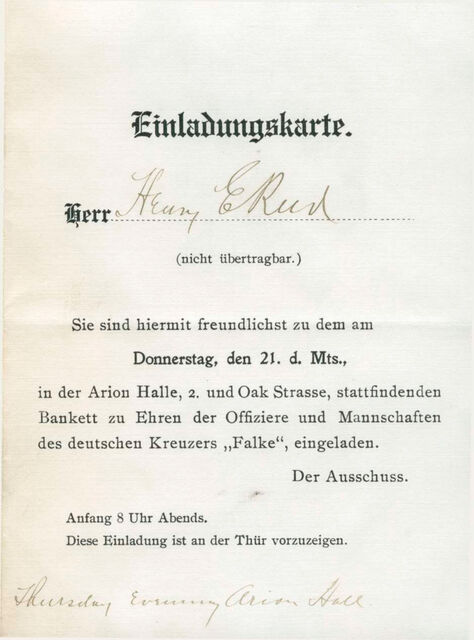 Einladungskarte.
Herr Henry E Reed
(nicht übertragbar.)
Sie sind hiermit freundlichst zu dem am
Donnerstag, den 21. d. Mts.,
in der Arion Halle, 2. und Oak Strasse, stattfindenden
Bankett zu Ehren der Offiziere und Mannschaften
des deutschen Kreuzers „Falke“, eingeladen.
Der Ausschuss.
Anfang 8 Uhr Abends.
Diese Einladung ist an der Thür vorzuzeigen.
Thursday Evening Arion Hall.